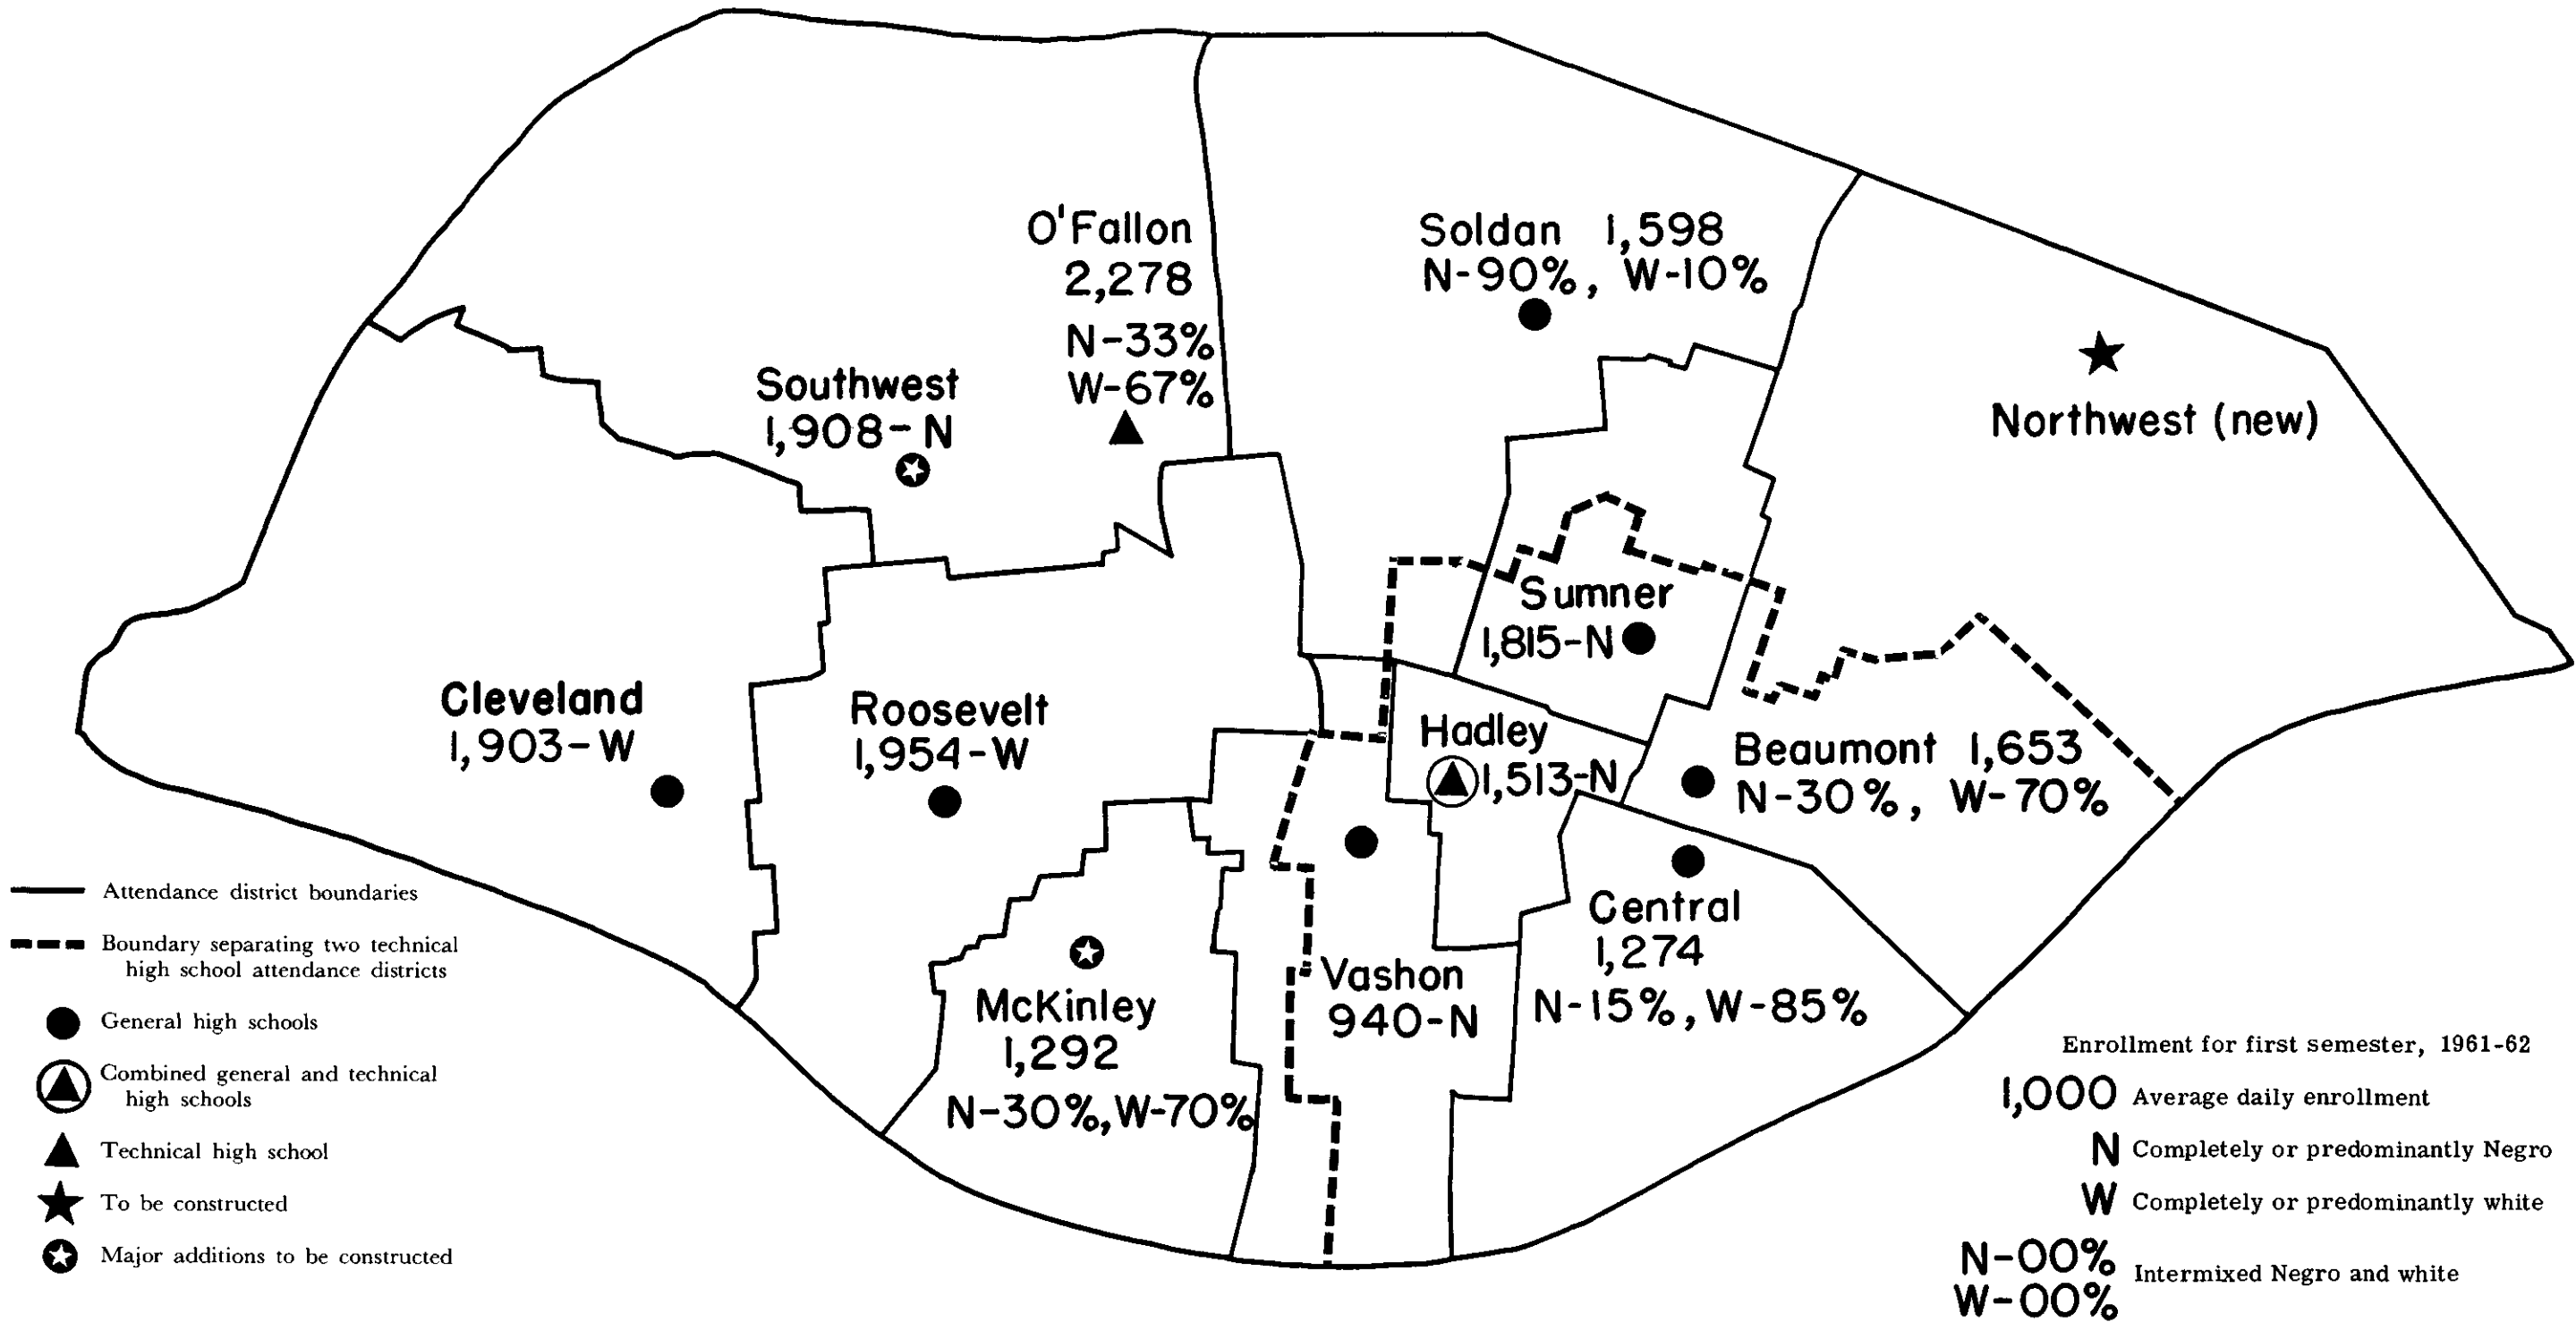 O'Fallon
2,278
N-33%
W-67%
Soldan 1,598
N-90%, W-10%
Southwest
1,908-N
Northwest (new)
Sumner
1,815-N
Cleveland
1,903-W
Roosevelt
1,954-W
Hadley
1,513-N
Beaumont 1,653
N-30%, W-70%
Central
1,274
N-15%, W-85%
Vashon
940-N
McKinley
1,292
N-30%, W-70%
Attendance district boundaries
Boundary separating two technical
high school attendance districts
General high schools
Combined general and technical
high schools
Technical high school
To be constructed
Major additions to be constructed
Enrollment for first semester, 1961-62
1,000 Average daily enrollment
N Completely or predominantly Negro
W Completely or predominantly white
N-00%
W-00%
Intermixed Negro and white